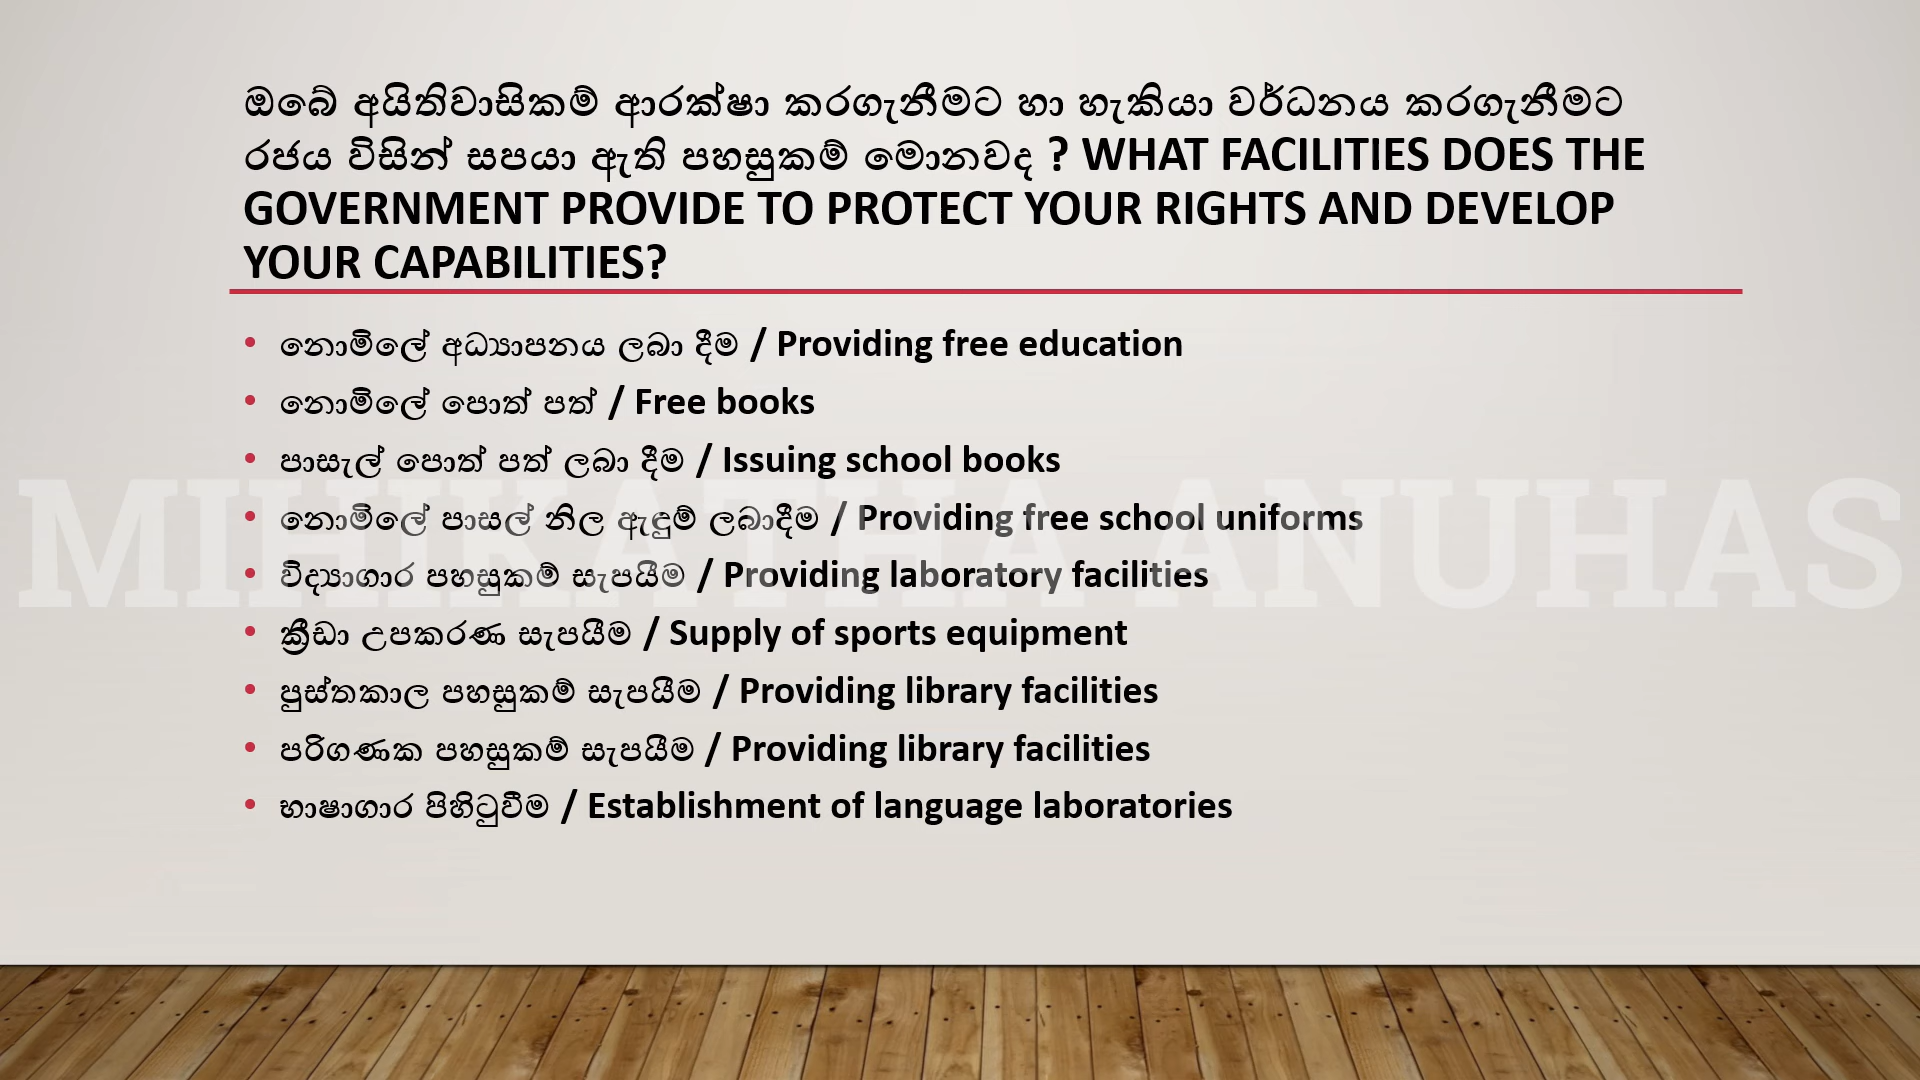 ඔබේ අයිතිවාසිකම් ආරක්ෂා කරගැනීමට හා හැකියා වර්ධනය කරගැනීමට
රජය විසින් සපයා ඇති පහසුකම් මොනවද ? WHAT FACILITIES DOES THE
GOVERNMENT PROVIDE TO PROTECT YOUR RIGHTS AND DEVELOP
YOUR CAPABILITIES?
• නොමිලේ අධ්‍යාපනය ලබා දීම / Providing free education
• නොමිලේ පොත් පත් / Free books
• පාසැල් පොත් පත් ලබා දීම / Issuing school books
• නොමිලේ පාසල් නිල ඇඳුම් ලබාදීම / Providing free school uniforms
• විද්‍යාගාර පහසුකම් සැපයීම / Providing laboratory facilities
• ක්‍රීඩා උපකරණ සැපයීම / Supply of sports equipment
• පුස්තකාල පහසුකම් සැපයීම / Providing library facilities
• පරිගණක පහසුකම් සැපයීම / Providing library facilities
• භාෂාගාර පිහිටුවීම / Establishment of language laboratories
MIHIKATHA ANUHAS